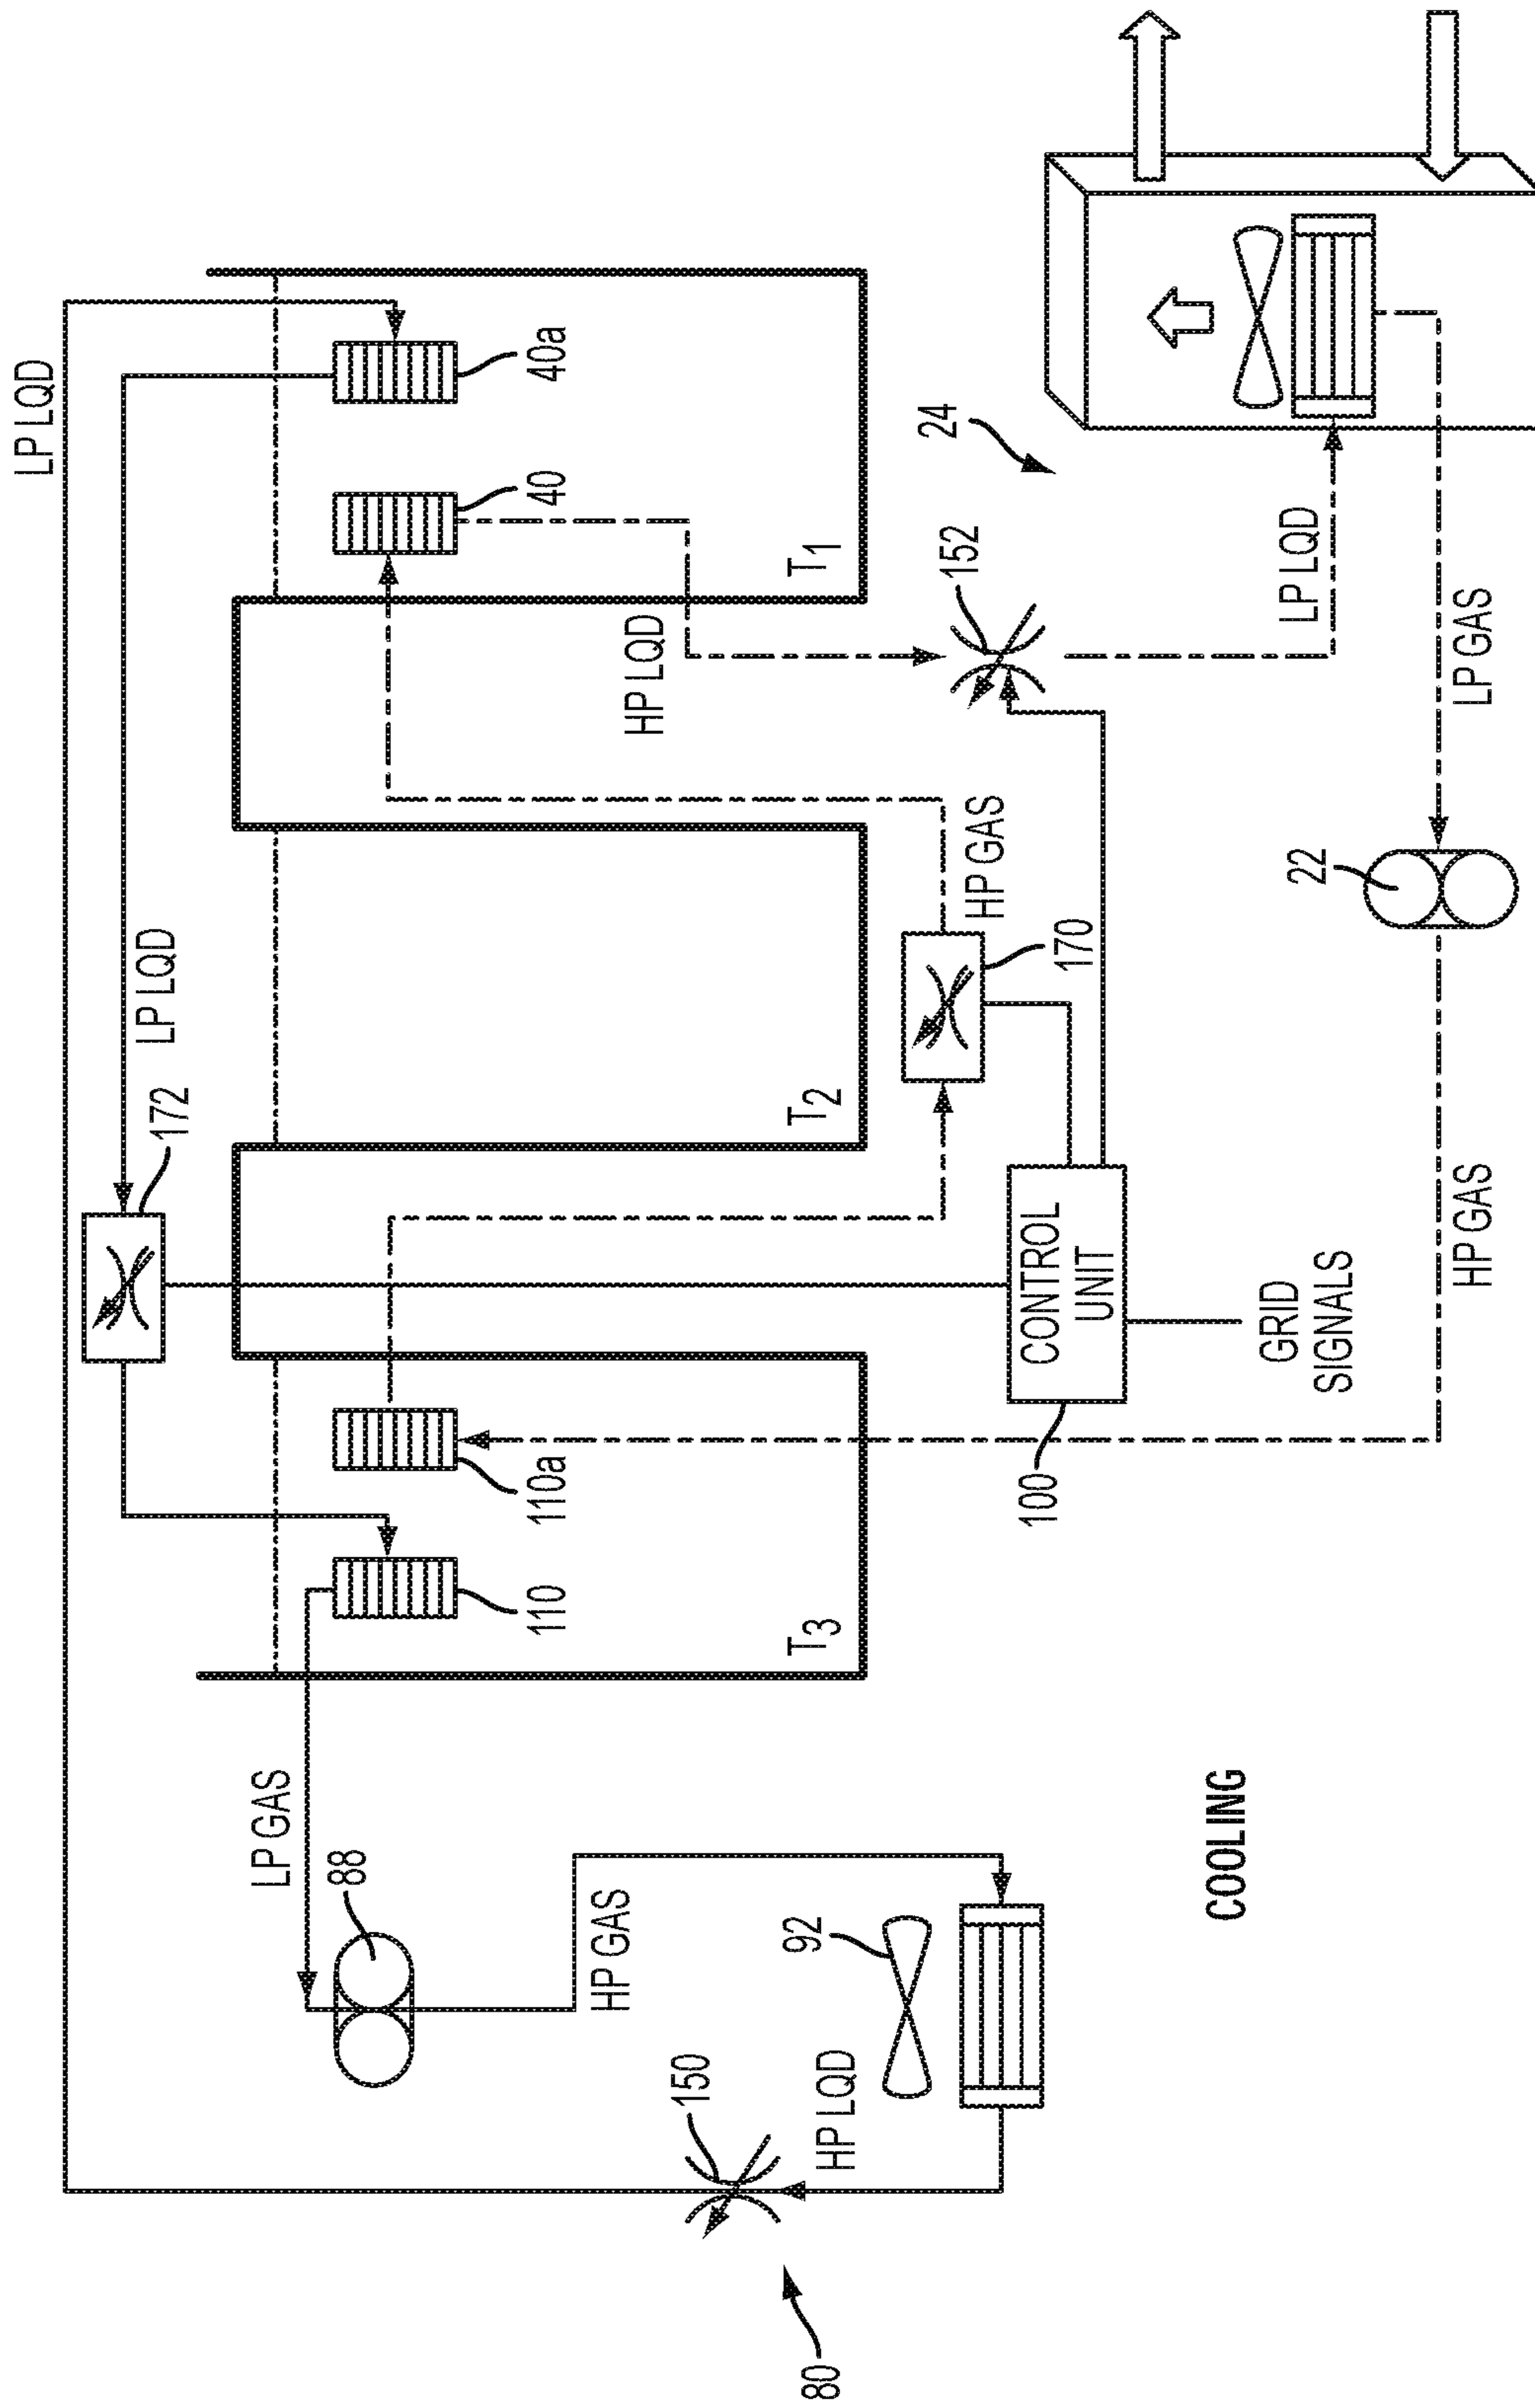 LP LQD
LP LQD
172
40a
40
110a
110
T3
T2
T1
LP GAS
88
HP GAS
92
HP LQD
150
80
HP LQD
152
24
HP GAS
170
CONTROL
UNIT
100
GRID
SIGNALS
LP LQD
LP GAS
22
HP GAS
COOLING